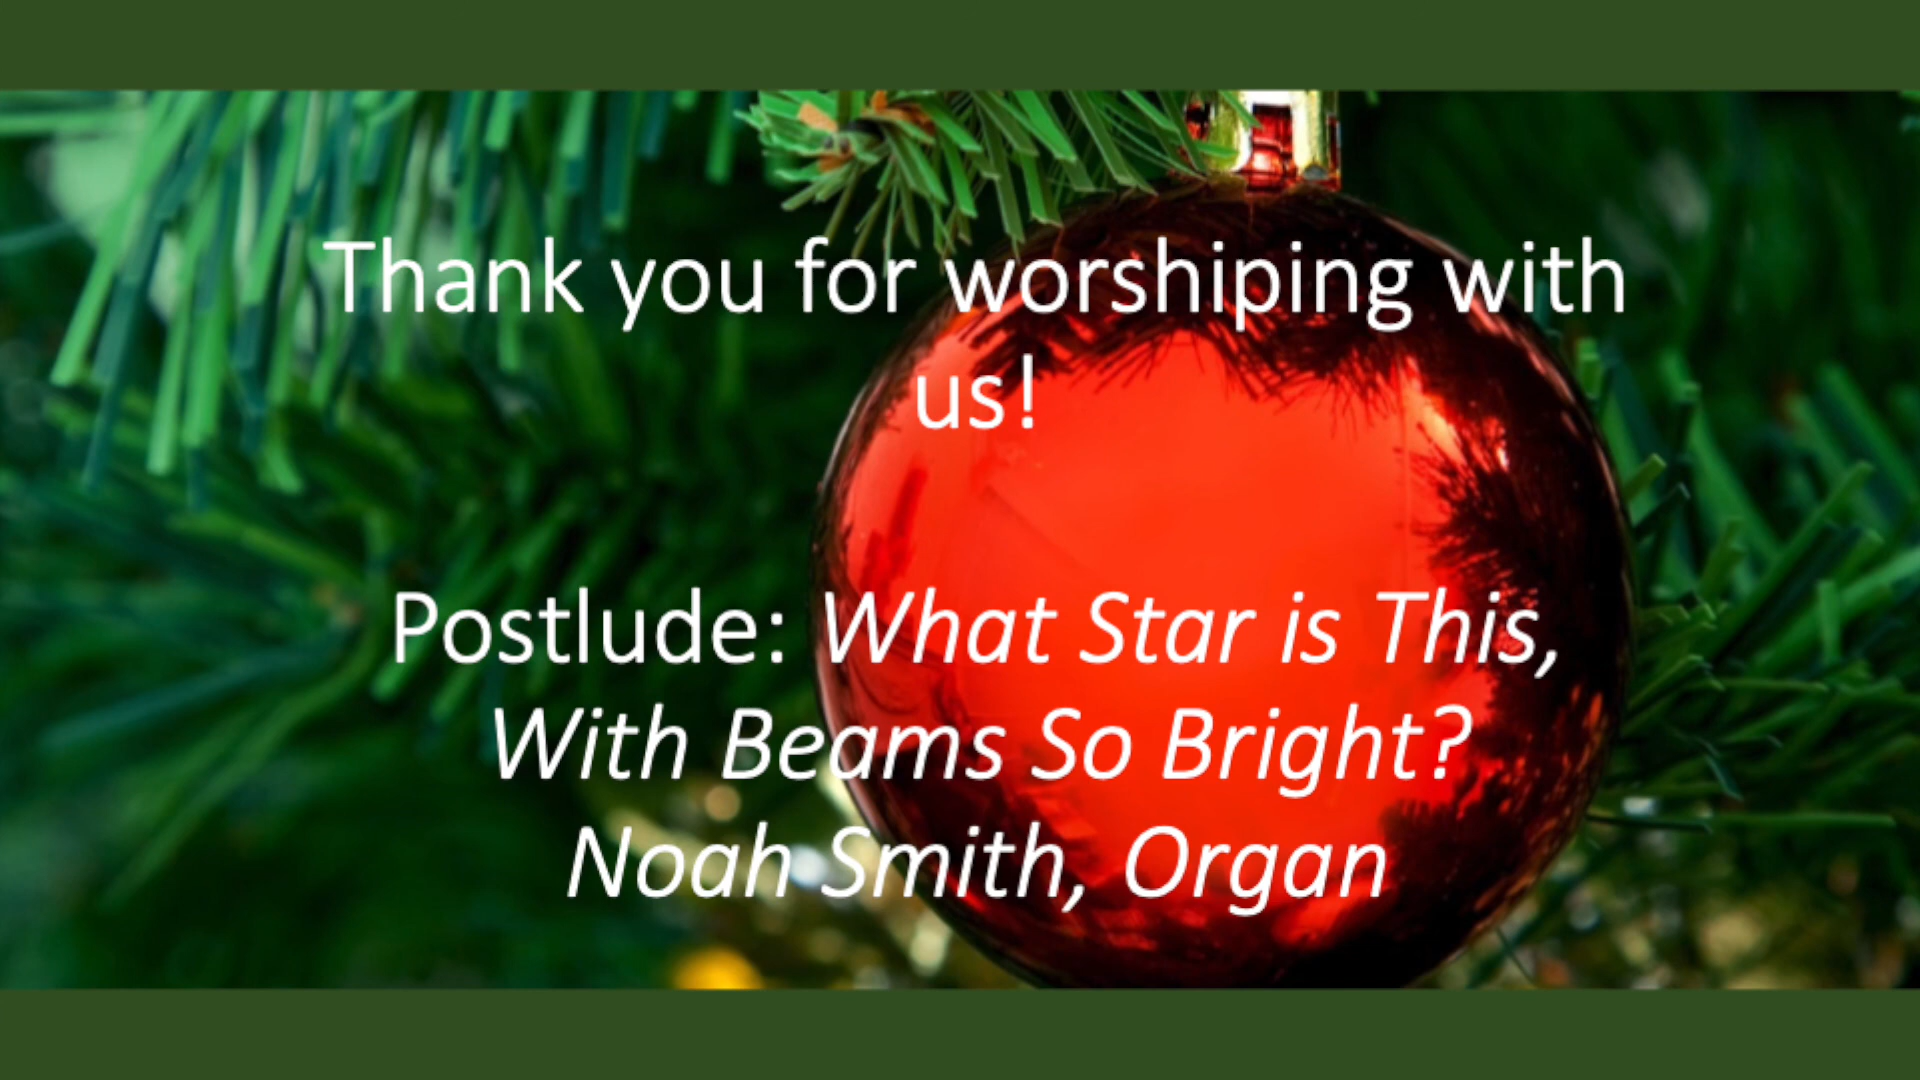 Thank you for worshiping with
us!
Postlude: What Star is This,
With Beams So Bright?
Noah Smith, Organ